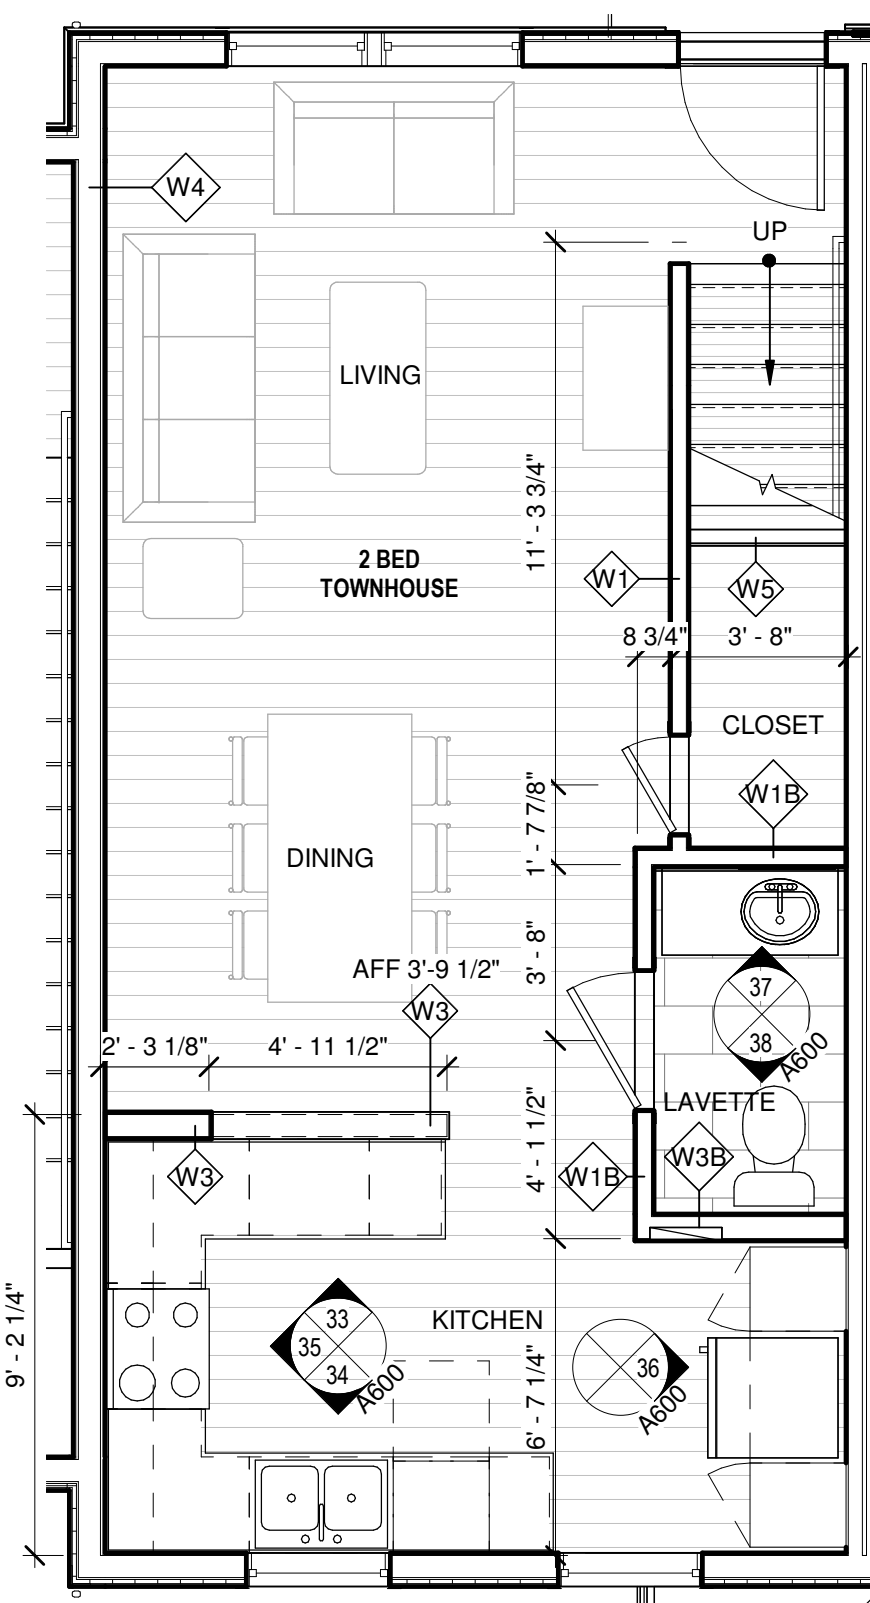 W4
UP
LIVING
11' - 3 3/4"
2 BED
TOWNHOUSE
W1
W5
8 3/4"
3' - 8"
CLOSET
W1B
1' - 7 7/8"
DINING
3' - 8"
AFF 3'-9 1/2"
W3
37
38
A600
2' - 3 1/8"
4' - 11 1/2"
LAVETTE
4' - 1 1/2"
W3
W1B
W3B
9' - 2 1/4"
33
35
34
A600
KITCHEN
36
A600
6' - 7 1/4"